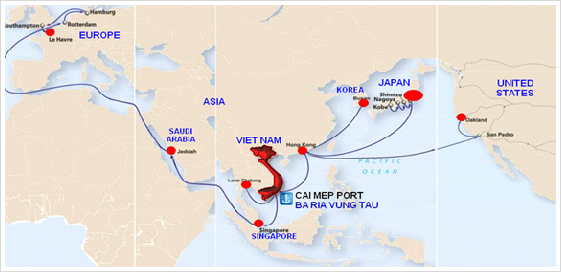 Hamburg
Southampton
Rotterdam
Le Havre
EUROPE
ASIA
SAUDI
ARABIA
Jeddah
VIETNAM
Hong Kong
Laem Chabang
CAI MEP PORT
BA RIA VUNG TAU
Singapore
SINGAPORE
KOREA
Busan
JAPAN
Shimizu
Nagoya
Kobe
PACIFIC
OCEAN
UNITED
STATES
Oakland
San Pedro